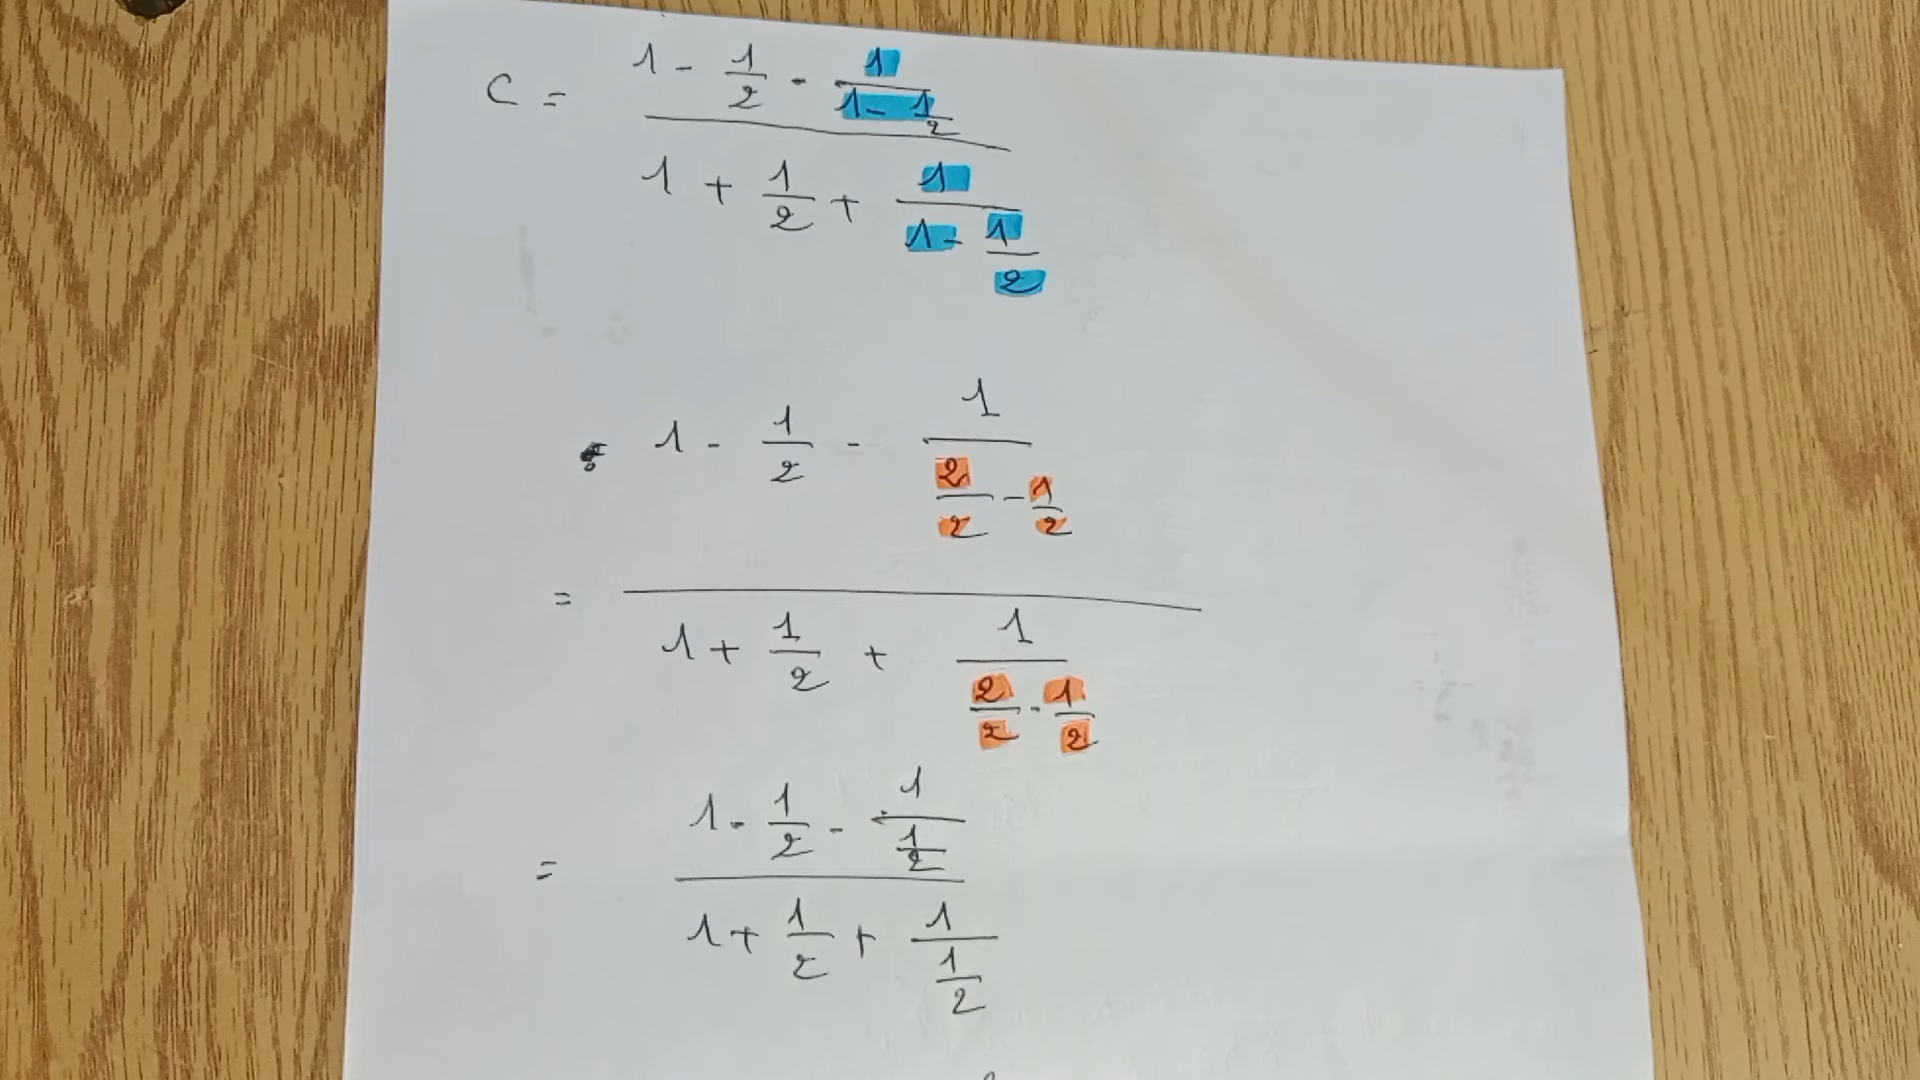 C = (1 - 1/2 - 1/(1 - 1/2)) / (1 + 1/2 + 1/(1 - 1/2))
= (1 - 1/2 - 1/(2/2 - 1/2)) / (1 + 1/2 + 1/(2/2 - 1/2))
= (1 - 1/2 - 1/(1/2)) / (1 + 1/2 + 1/(1/2))